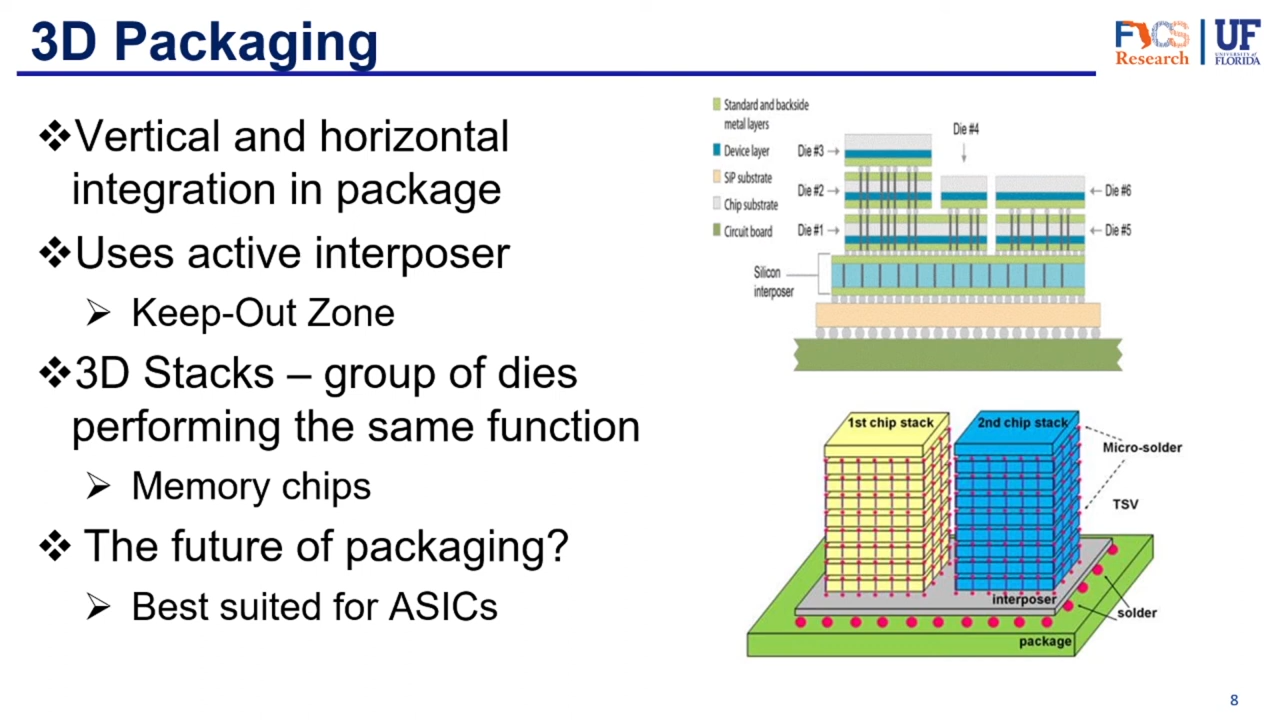 3D Packaging
FICS
Research
UF
UNIVERSITY of
FLORIDA
❖Vertical and horizontal
integration in package
❖Uses active interposer
➢ Keep-Out Zone
❖3D Stacks – group of dies
performing the same function
➢ Memory chips
❖ The future of packaging?
➢ Best suited for ASICs
Standard and backside
metal layers
Device layer
SiP substrate
Chip substrate
Circuit board
Die #4
Die #3
Die #2
Die #1
Die #6
Die #5
Silicon
interposer
1st chip stack
2nd chip stack
Micro-solder
TSV
interposer
solder
package
8